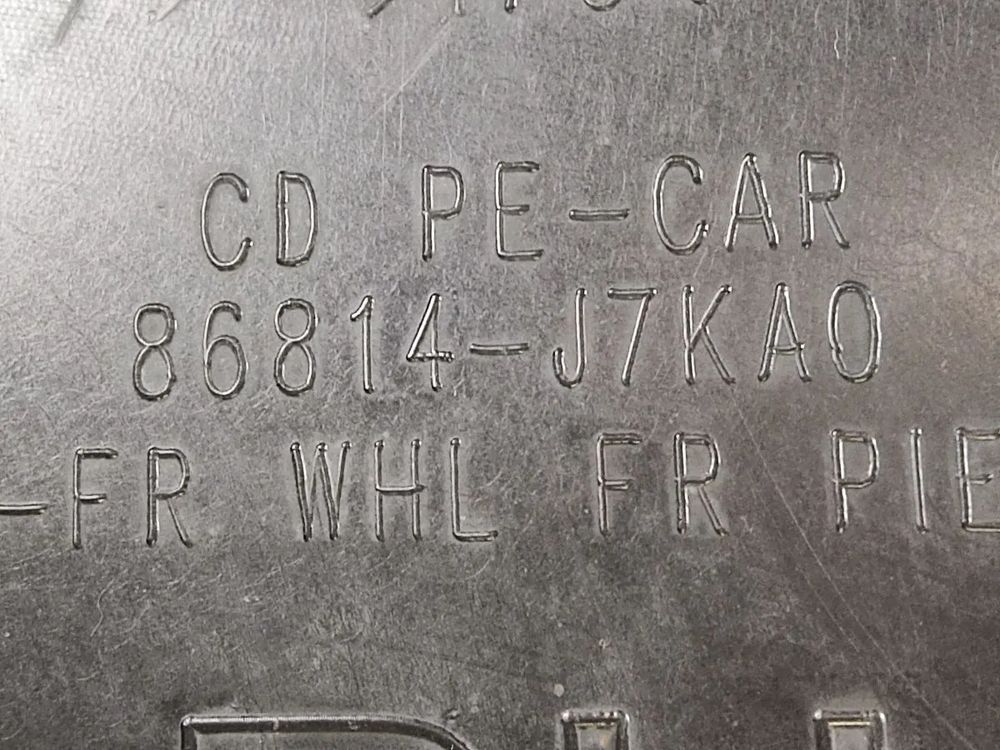 CD PE-CAR
86814-J7KA0
-FR WHL FR PIE